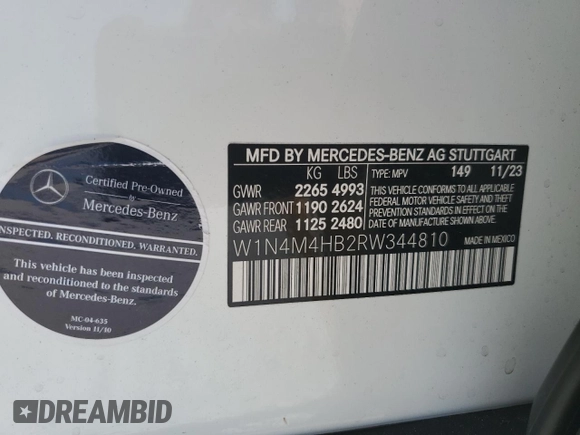 Certified Pre-Owned
by
Mercedes-Benz
INSPECTED. RECONDITIONED. WARRANTED
This vehicle has been inspected
and reconditioned to the standards
of Mercedes-Benz.
MC-04-635
Version 11/10
MFD BY MERCEDES-BENZ AG STUTTGART
KG LBS TYPE: MPV 149 11/23
GVWR 2265 4993
GAWR FRONT 1190 2624
GAWR REAR 1125 2480
THIS VEHICLE CONFORMS TO ALL APPLICABLE
FEDERAL MOTOR VEHICLE SAFETY AND THEFT
PREVENTION STANDARDS IN EFFECT ON THE
DATE OF MANUFACTURE SHOWN ABOVE.
W1N4M4HB2RW344810 MADE IN MEXICO
DREAMBID